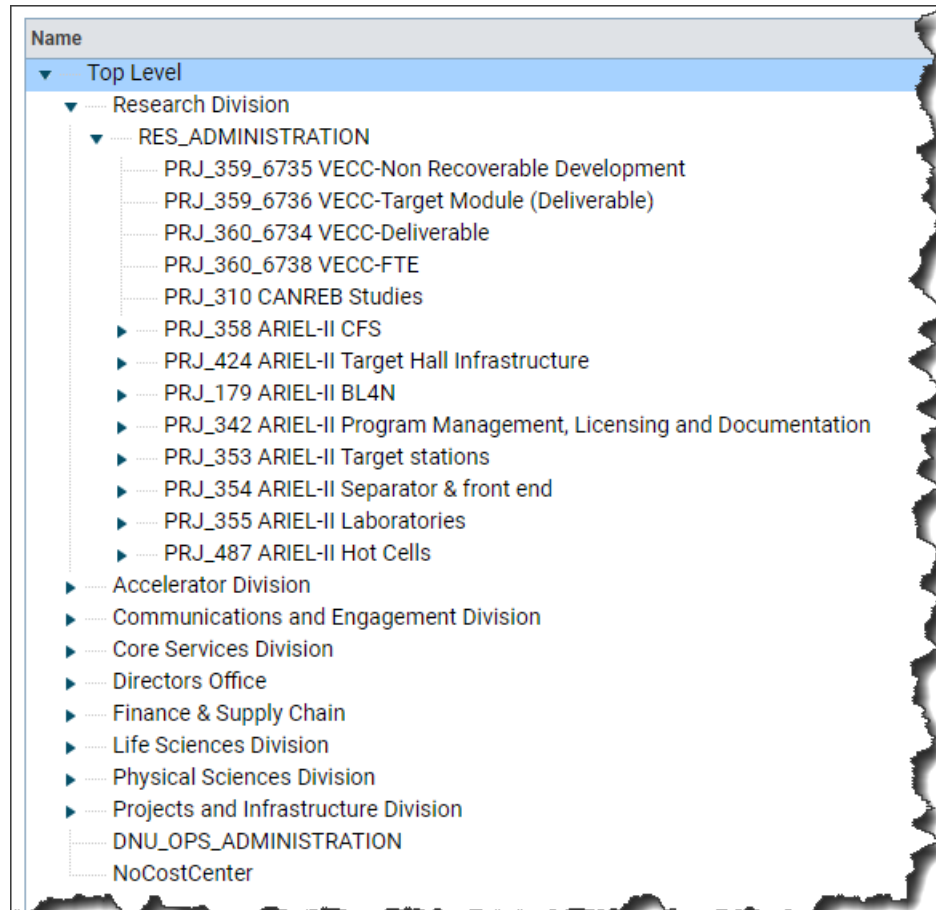 Name
Top Level
Research Division
RES_ADMINISTRATION
PRJ_359_6735 VECC-Non Recoverable Development
PRJ_359_6736 VECC-Target Module (Deliverable)
PRJ_360_6734 VECC-Deliverable
PRJ_360_6738 VECC-FTE
PRJ_310 CANREB Studies
PRJ_358 ARIEL-II CFS
PRJ_424 ARIEL-II Target Hall Infrastructure
PRJ_179 ARIEL-II BL4N
PRJ_342 ARIEL-II Program Management, Licensing and Documentation
PRJ_353 ARIEL-II Target stations
PRJ_354 ARIEL-II Separator & front end
PRJ_355 ARIEL-II Laboratories
PRJ_487 ARIEL-II Hot Cells
Accelerator Division
Communications and Engagement Division
Core Services Division
Directors Office
Finance & Supply Chain
Life Sciences Division
Physical Sciences Division
Projects and Infrastructure Division
DNU_OPS_ADMINISTRATION
NoCostCenter